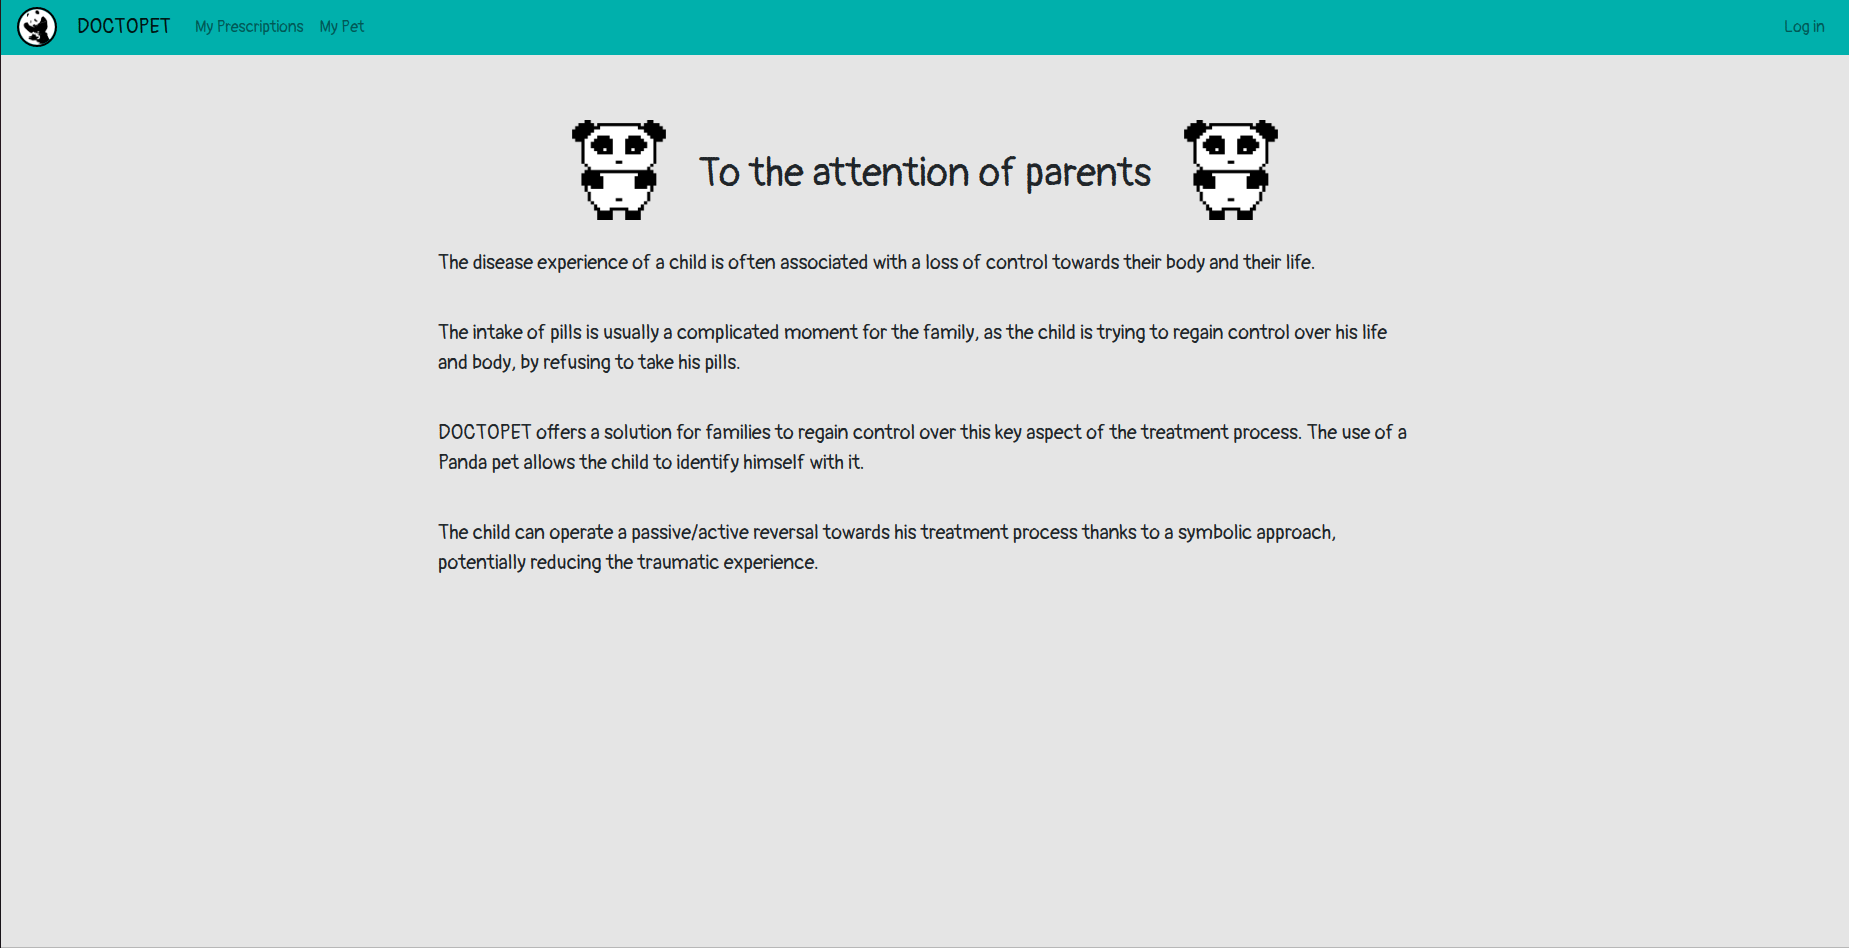 DOCTOPET My Prescriptions My Pet Log in
To the attention of parents
The disease experience of a child is often associated with a loss of control towards their body and their life.
The intake of pills is usually a complicated moment for the family, as the child is trying to regain control over his life
and body, by refusing to take his pills.
DOCTOPET offers a solution for families to regain control over this key aspect of the treatment process. The use of a
Panda pet allows the child to identify himself with it.
The child can operate a passive/active reversal towards his treatment process thanks to a symbolic approach,
potentially reducing the traumatic experience.